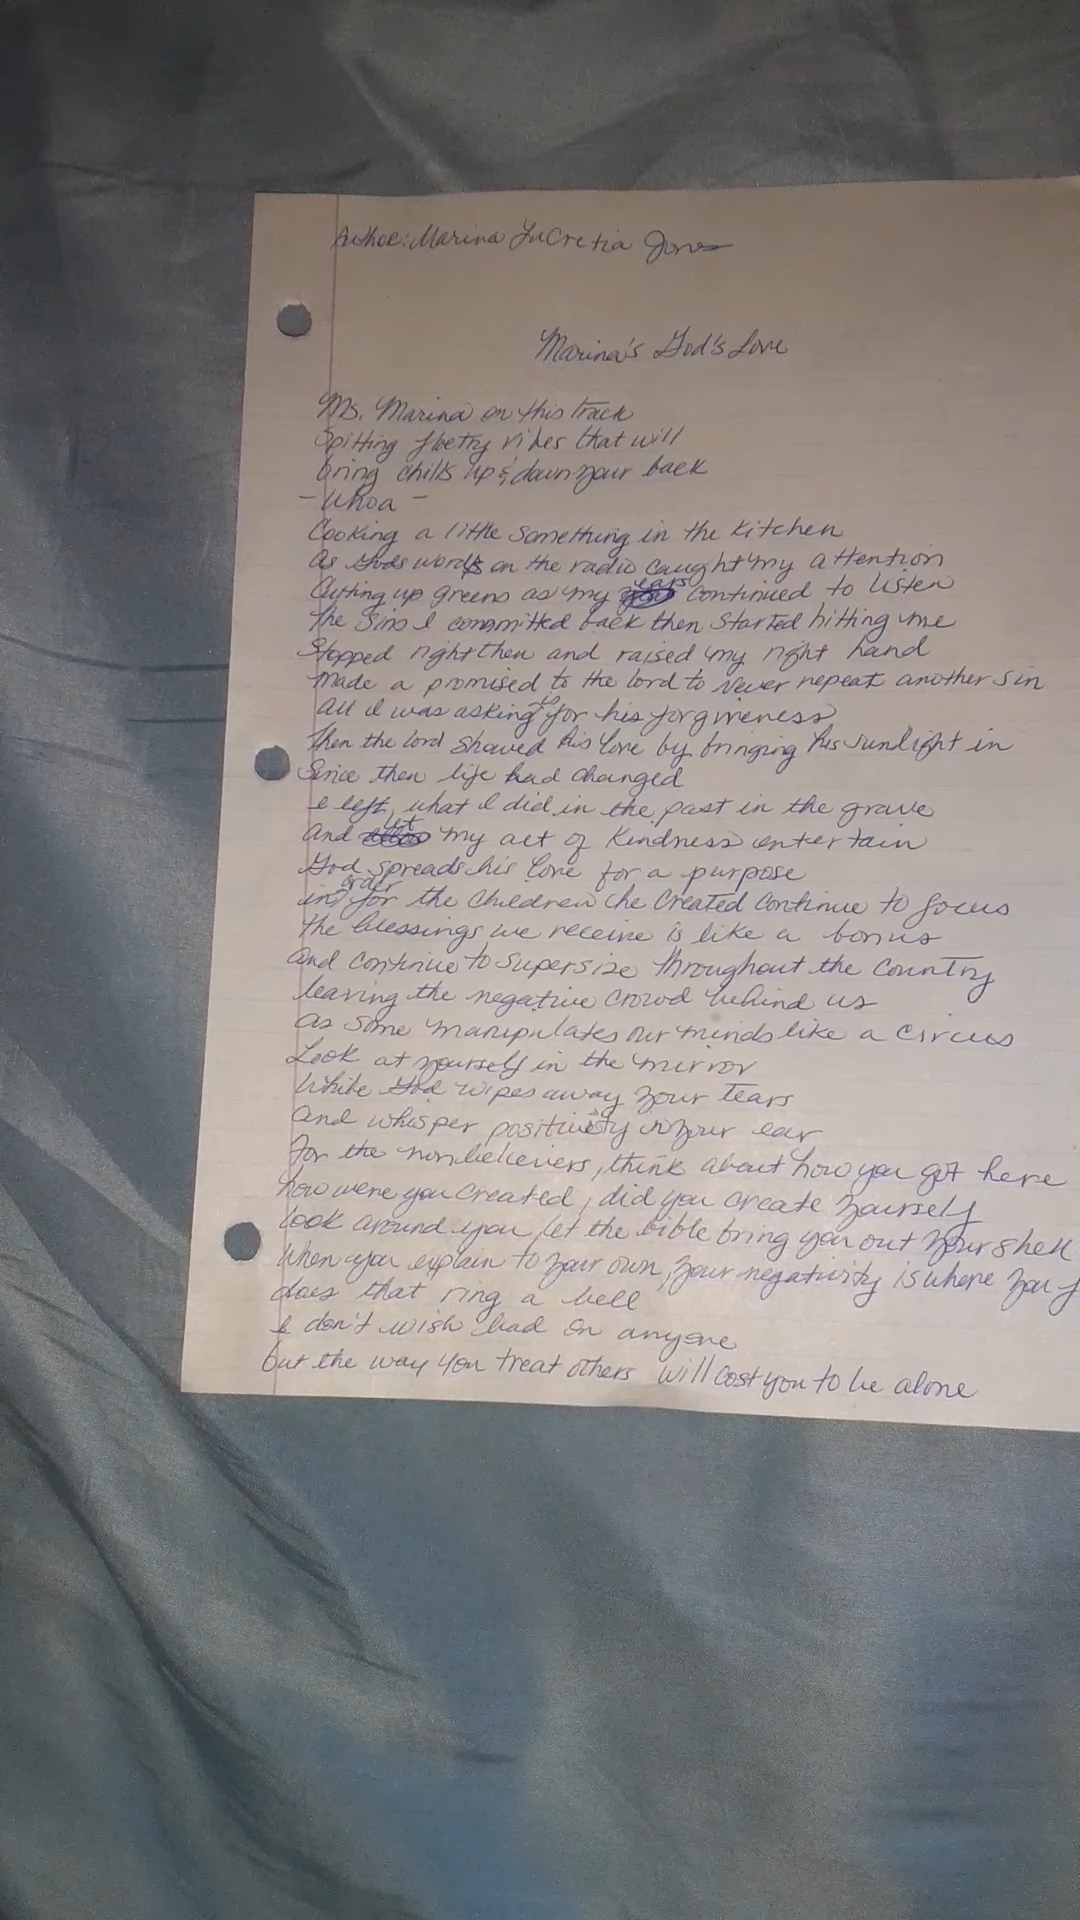 Author: Marina LuCretia Jones
Marina's God's Love
Ms. Marina on this track
Spitting floetry vibes that will
bring chills up & down your back
- Whoa -
Cooking a little something in the kitchen
As Gods words on the radio caught my attention
Cutting up greens as my ears continued to listen
The sins I committed back then started hitting me
Stopped right then and raised my right hand
made a promised to the lord to never repeat another sin
all I was asking is for his forgiveness
Then the lord showed his love by bringing his sunlight in
Since then life had changed
I left what I did in the past in the grave
And let my act of kindness entertain
God spreads his love for a purpose
in order for the children he created continue to focus
the blessings we receive is like a bonus
and continue to supersize throughout the country
leaving the negative crowd behind us
as some manipulates our minds like a circus
Look at yourself in the mirror
While God wipes away your tears
And whisper positivity in your ear
For the nonbelievers, think about how you got here
how were you created, did you create yourself
look around you, let the bible bring you out your shell
When you explain to your own, your negativity is where you
does that ring a bell
I don't wish bad on anyone
but the way you treat others will cost you to be alone